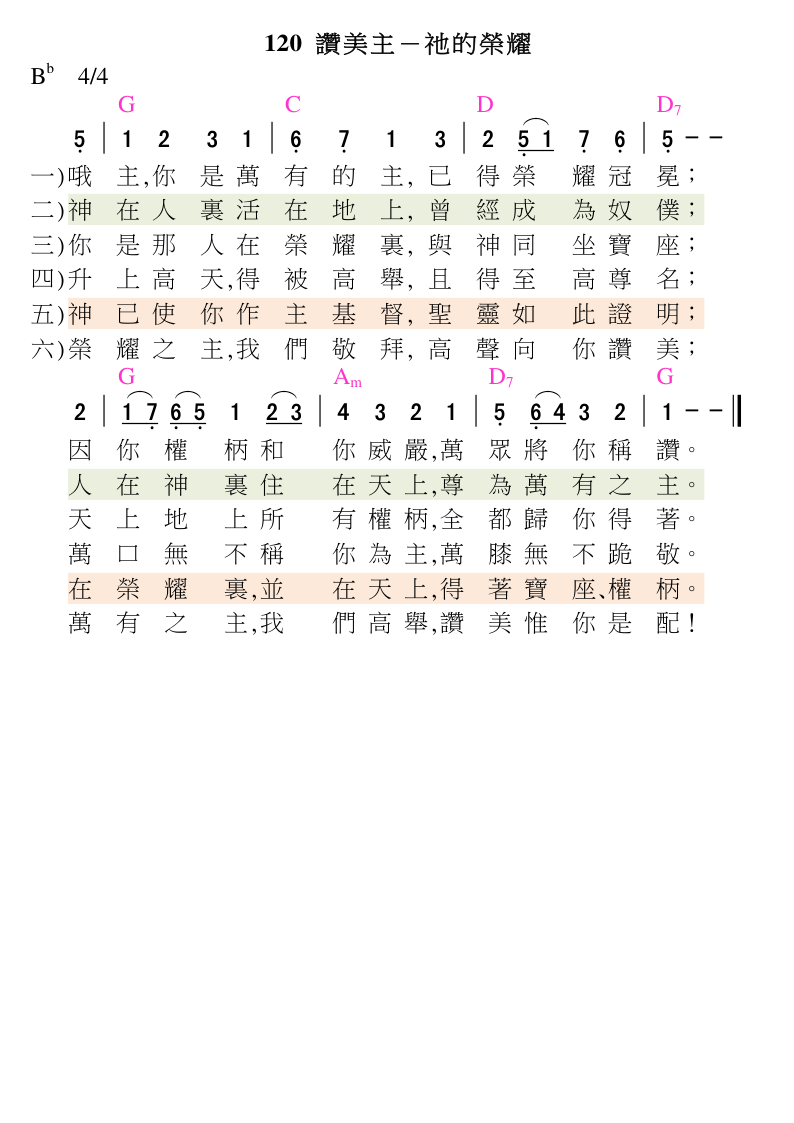 120 讚美主－祂的榮耀
B♭ 4/4
G C D D7
5̣ | 1 2 3 1 | 6̣ 7̣ 1 3 | 2 5̣ 1 7̣ 6̣ | 5̣ － －
一)哦主,你是萬有的主,已得榮耀冠冕；
二)神在人裏活在地上,曾經成為奴僕；
三)你是那人在榮耀裏,與神同坐寶座；
四)升上高天,得被高舉,且得至高尊名；
五)神已使你作主基督,聖靈如此證明；
六)榮耀之主,我們敬拜,高聲向你讚美；
G Am D7 G
2 | 1 7̣ 6̣ 5̣ 1 2 3 | 4 3 2 1 | 5̣ 6̣ 4 3 2 | 1 － － ‖
因你權柄和你威嚴,萬眾將你稱讚。
人在神裏住在天上,尊為萬有之主。
天上地上所有權柄,全都歸你得著。
萬口無不稱你為主,萬膝無不跪敬。
在榮耀裏,並在天上,得著寶座、權柄。
萬有之主,我們高舉,讚美惟你是配！